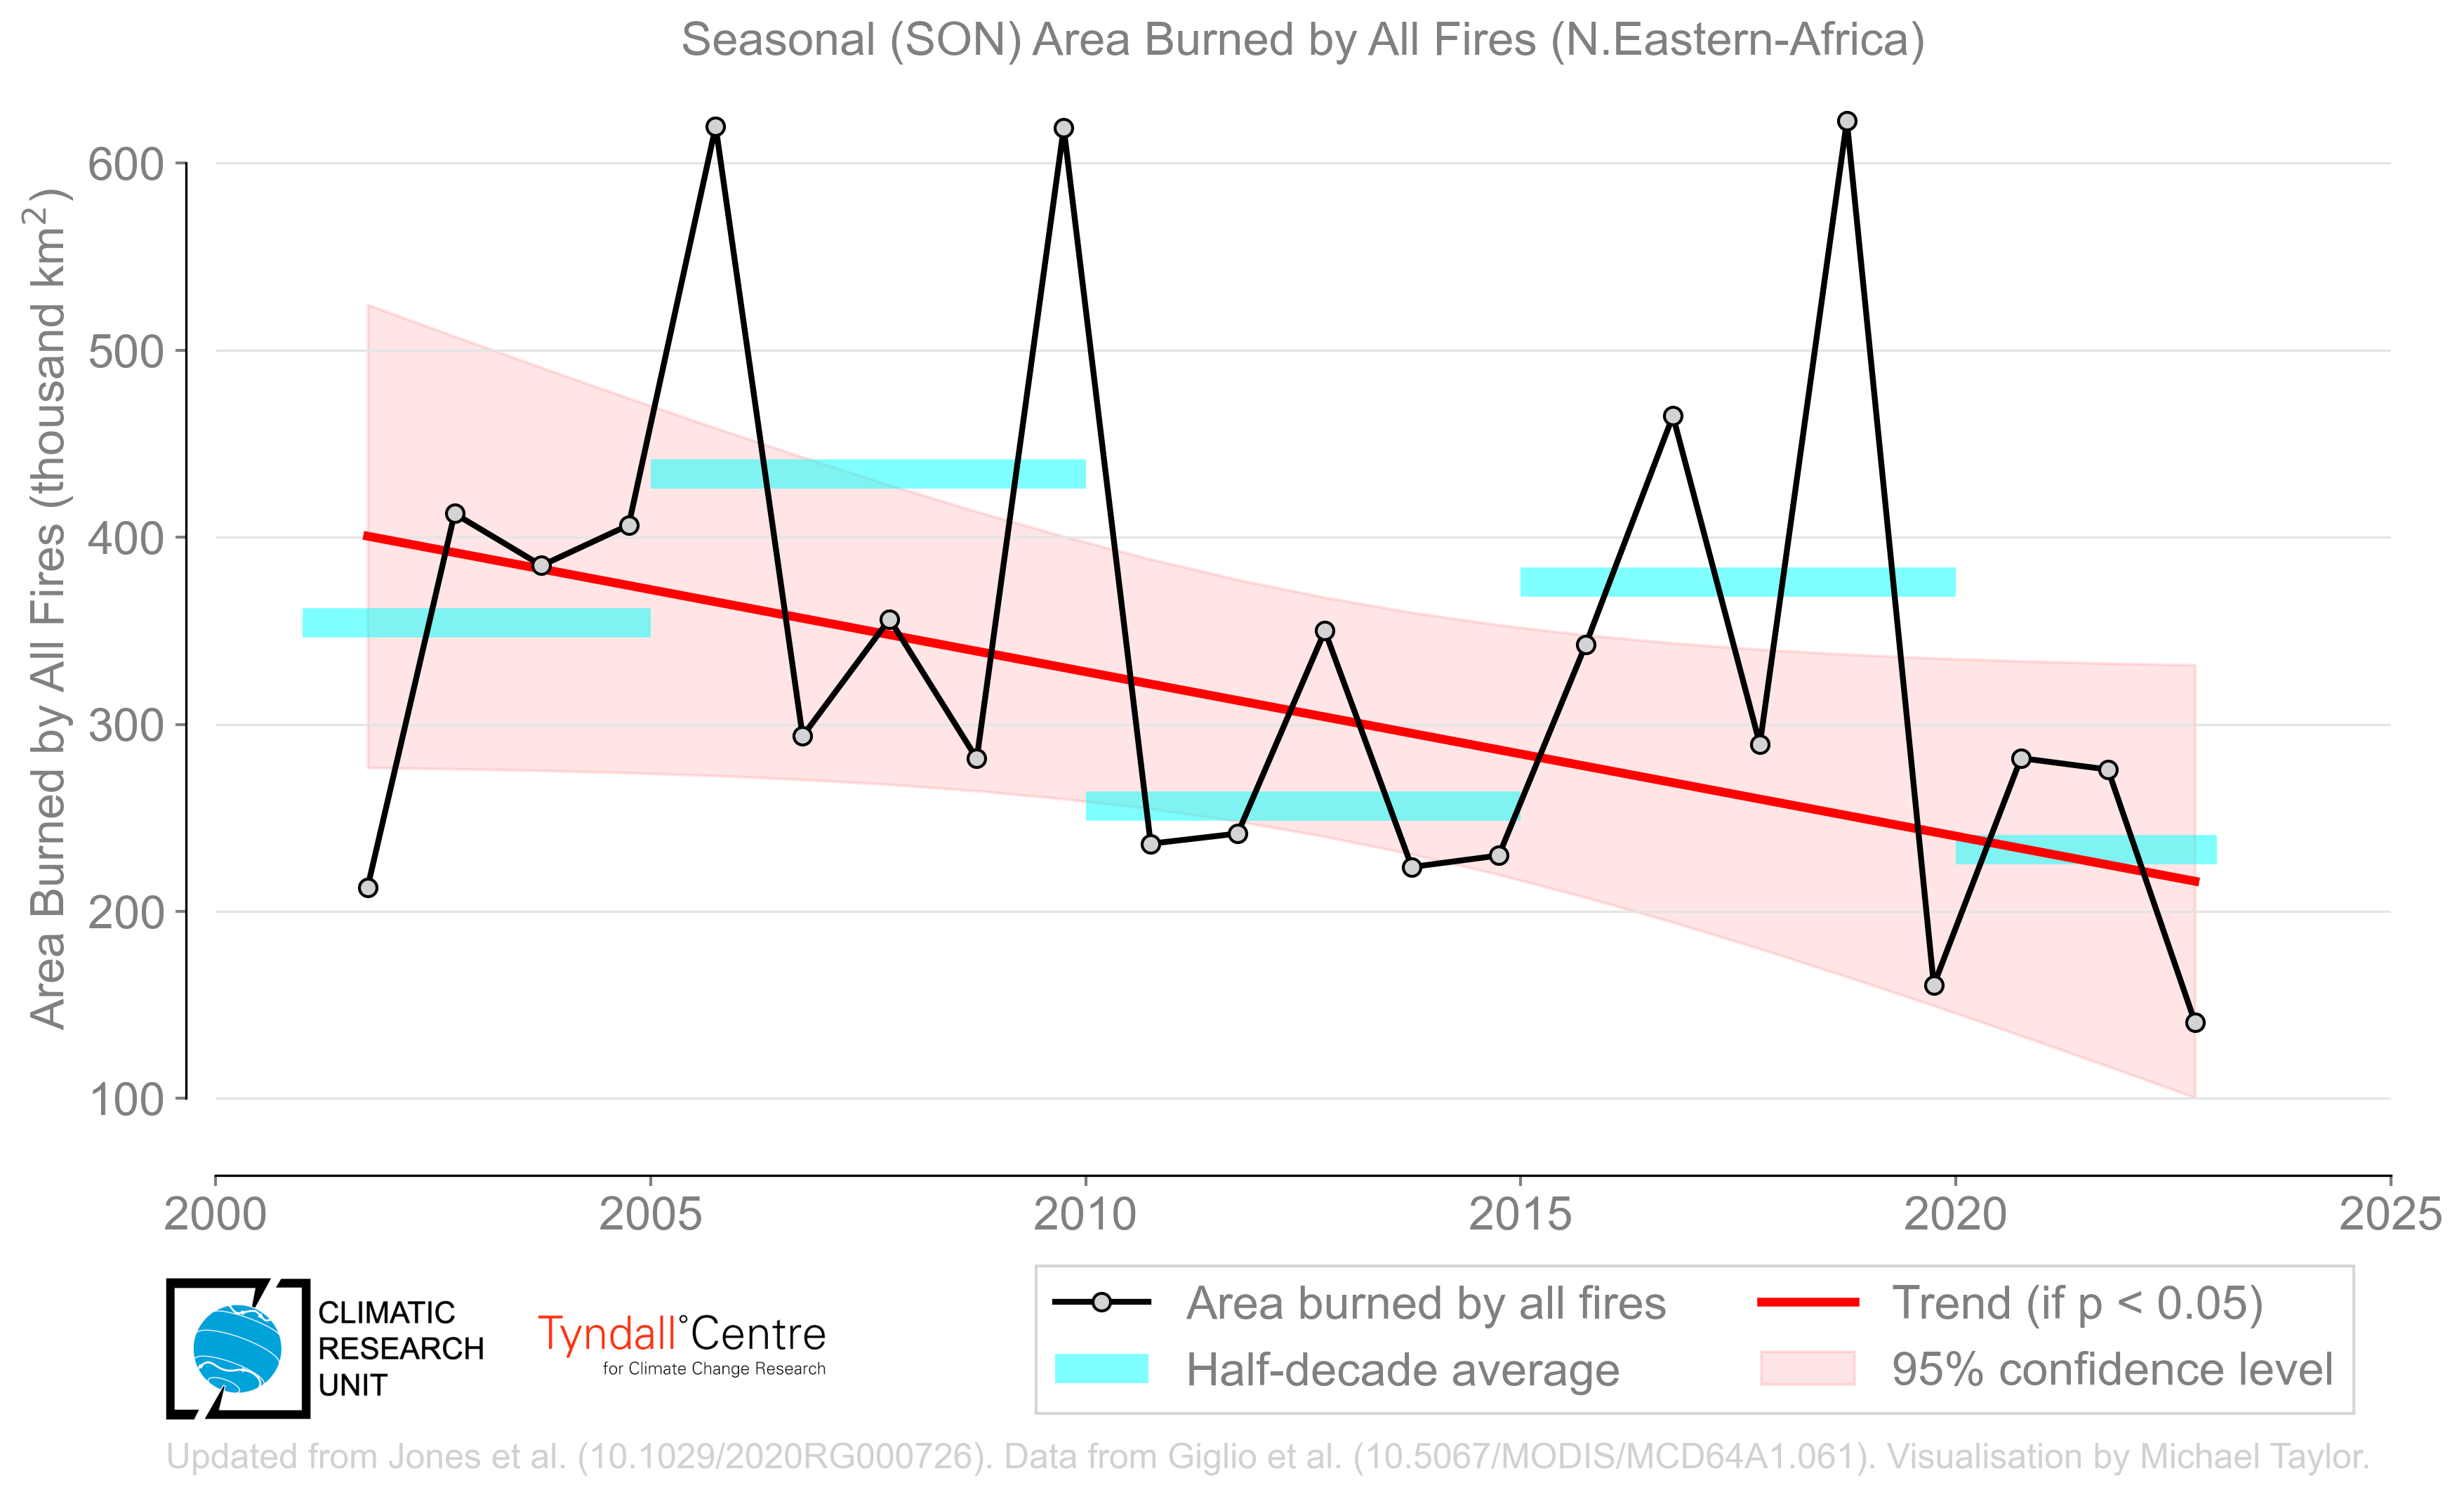 Seasonal (SON) Area Burned by All Fires (N.Eastern-Africa)
Area Burned by All Fires (thousand km²)
600
500
400
300
200
100
2000 2005 2010 2015 2020 2025
CLIMATIC
RESEARCH
UNIT
Tyndall°Centre
for Climate Change Research
Area burned by all fires
Half-decade average
Trend (if p < 0.05)
95% confidence level
Updated from Jones et al. (10.1029/2020RG000726). Data from Giglio et al. (10.5067/MODIS/MCD64A1.061). Visualisation by Michael Taylor.